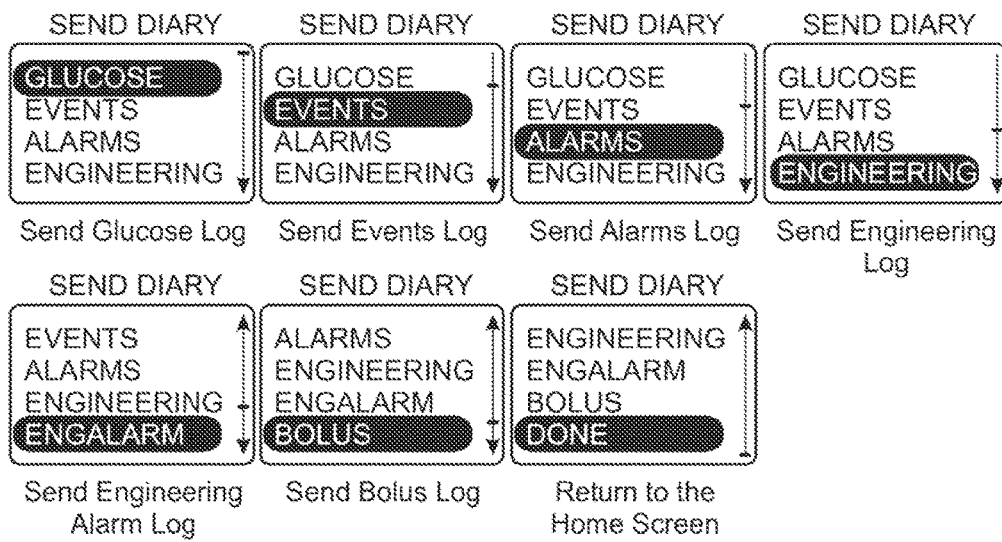 SEND DIARY
GLUCOSE
EVENTS
ALARMS
ENGINEERING
Send Glucose Log
SEND DIARY
GLUCOSE
EVENTS
ALARMS
ENGINEERING
Send Events Log
SEND DIARY
GLUCOSE
EVENTS
ALARMS
ENGINEERING
Send Alarms Log
SEND DIARY
GLUCOSE
EVENTS
ALARMS
ENGINEERING
Send Engineering
Log
SEND DIARY
EVENTS
ALARMS
ENGINEERING
ENGALARM
Send Engineering
Alarm Log
SEND DIARY
ALARMS
ENGINEERING
ENGALARM
BOLUS
Send Bolus Log
SEND DIARY
ENGINEERING
ENGALARM
BOLUS
DONE
Return to the
Home Screen